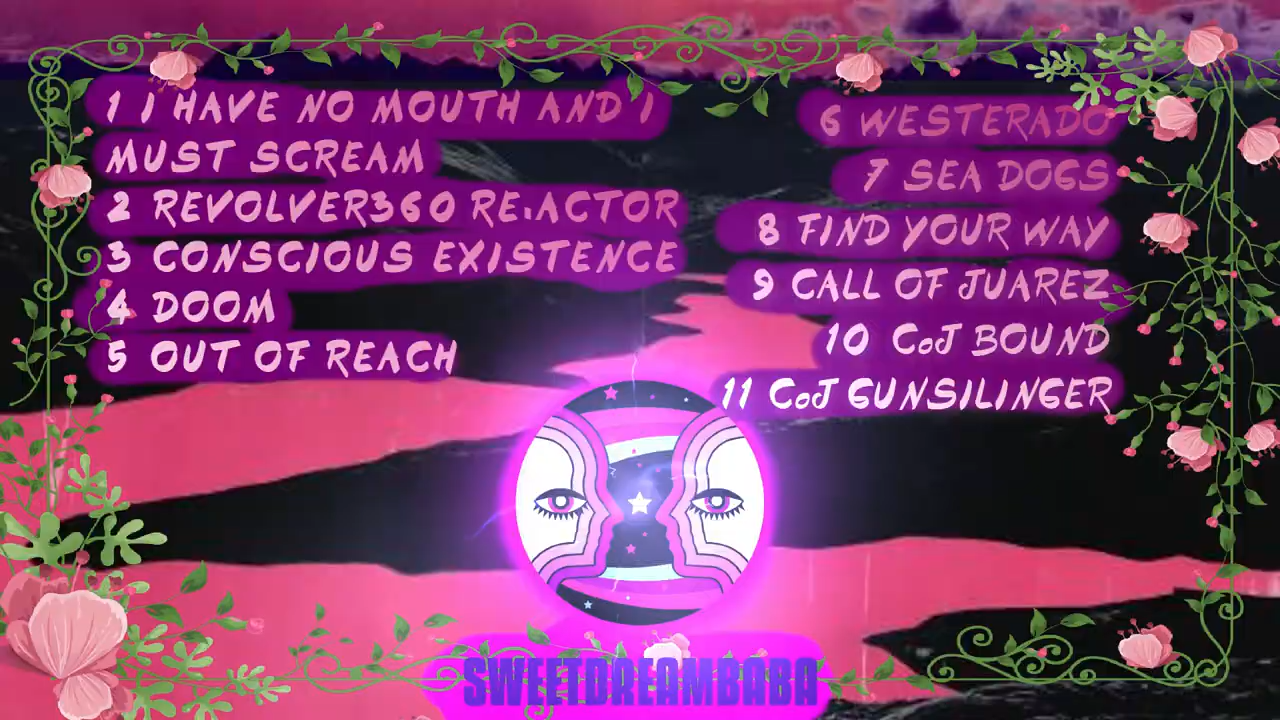 1 I HAVE NO MOUTH AND I
MUST SCREAM
2 REVOLVER360 RE:ACTOR
3 CONSCIOUS EXISTENCE
4 DOOM
5 OUT OF REACH
6 WESTERADO
7 SEA DOGS
8 FIND YOUR WAY
9 CALL OF JUAREZ
10 CoJ BOUND
11 CoJ GUNSILINGER
SWEETDREAMBABA